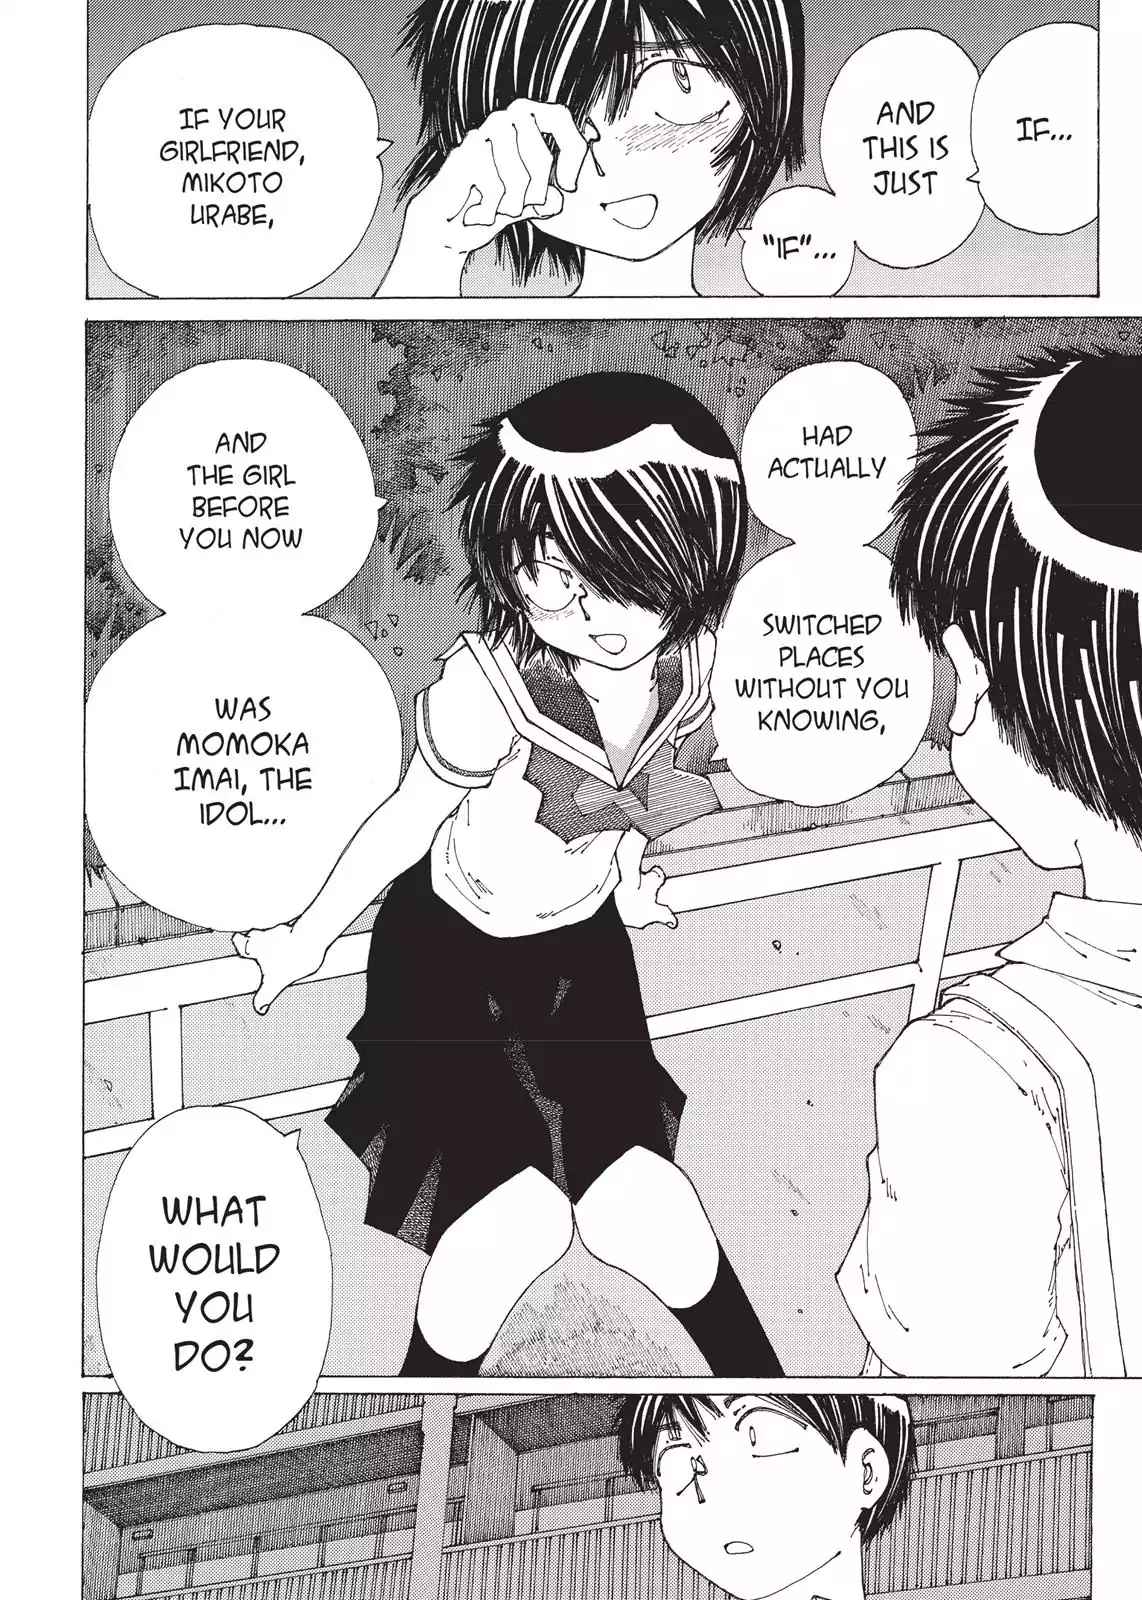 IF...
AND
THIS IS
JUST
"IF"...
IF YOUR
GIRLFRIEND,
MIKOTO
URABE,
HAD
ACTUALLY
SWITCHED
PLACES
WITHOUT YOU
KNOWING,
AND
THE GIRL
BEFORE
YOU NOW
WAS
MOMOKA
IMAI, THE
IDOL...
WHAT
WOULD
YOU
DO?